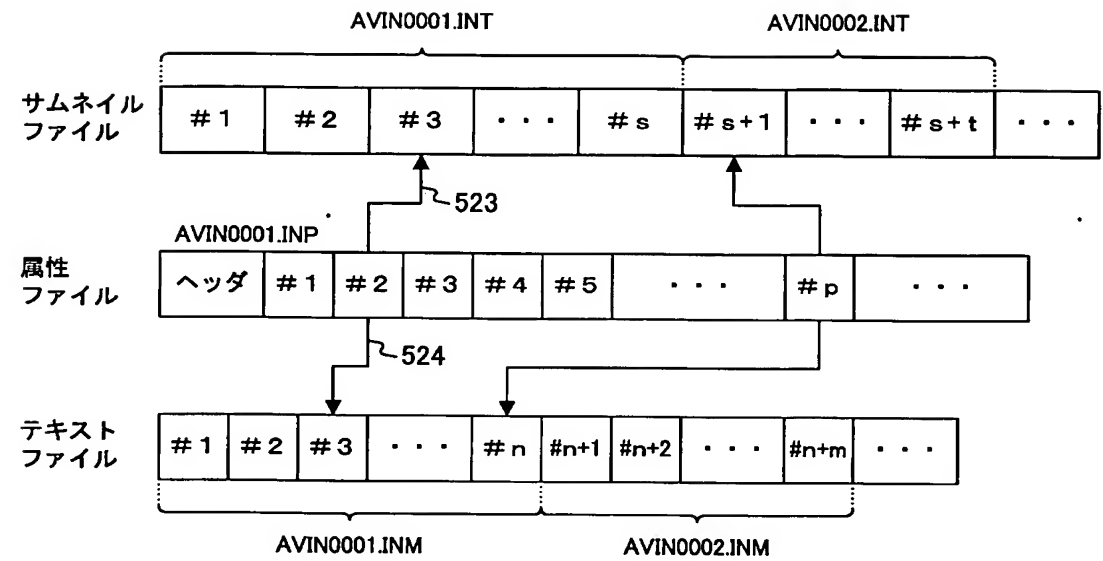 AVIN0001.INT
AVIN0002.INT
サムネイル
ファイル
#1 #2 #3 ・・・ #s #s+1 ・・・ #s+t ・・・
523
AVIN0001.INP
属性
ファイル
ヘッダ #1 #2 #3 #4 #5 ・・・ #p ・・・
524
テキスト
ファイル
#1 #2 #3 ・・・ #n #n+1 #n+2 ・・・ #n+m ・・・
AVIN0001.INM
AVIN0002.INM